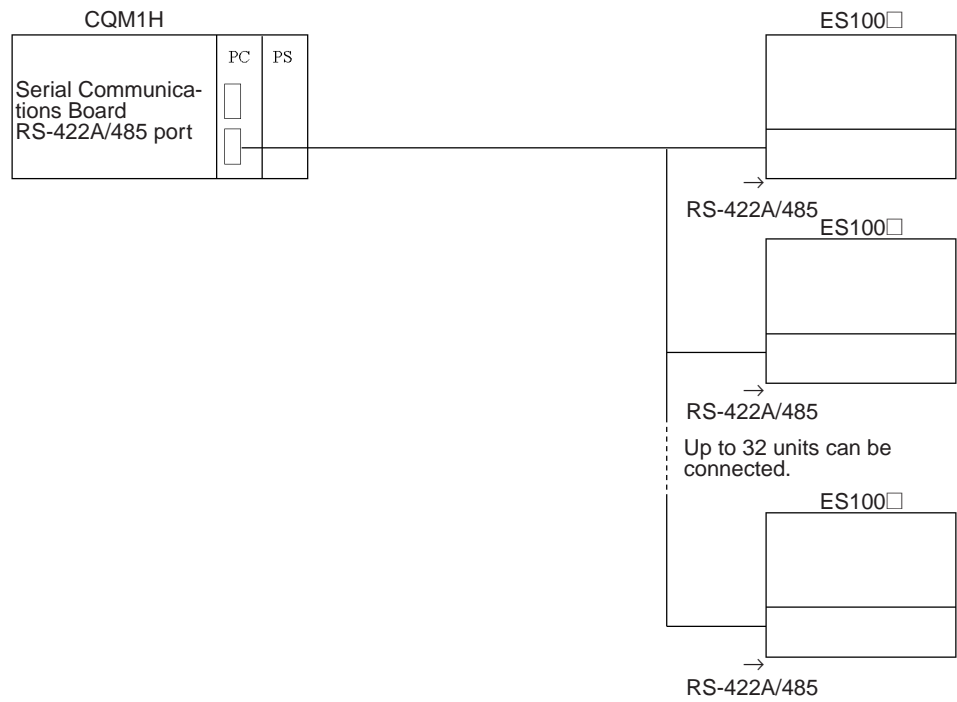 CQM1H
ES100□
PC
PS
Serial Communica-
tions Board
RS-422A/485 port
→
RS-422A/485
ES100□
→
RS-422A/485
Up to 32 units can be
connected.
ES100□
→
RS-422A/485